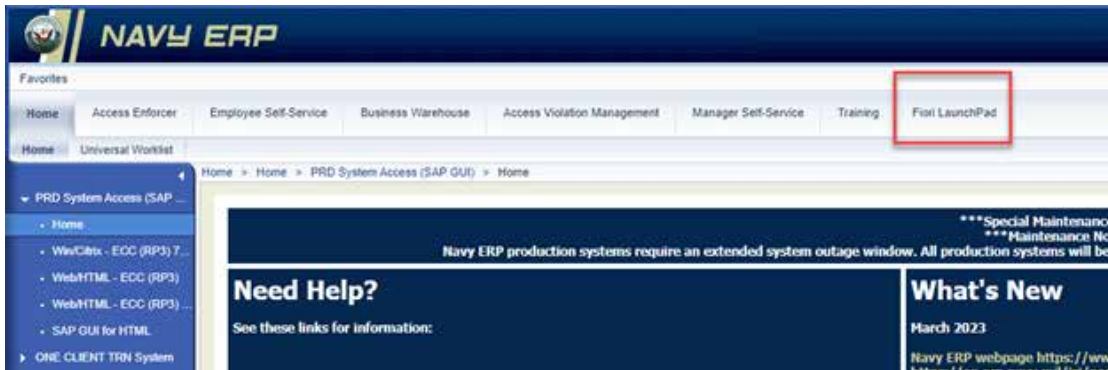 NAVY ERP
Favorites
Home Access Enforcer Employee Self-Service Business Warehouse Access Violation Management Manager Self-Service Training Fiori LaunchPad
Home Universal Worklist
Home > Home > PRD System Access (SAP GUI) > Home
PRD System Access (SAP ...
Home
Win/Citrix - ECC (RP3) 7...
Web/HTML - ECC (RP3)
Web/HTML - ECC (RP3) ...
SAP GUI for HTML
ONE CLIENT TRN System
***Special Maintenance
***Maintenance No
Navy ERP production systems require an extended system outage window. All production systems will be
Need Help?
See these links for information:
What's New
March 2023
Navy ERP webpage https://ww